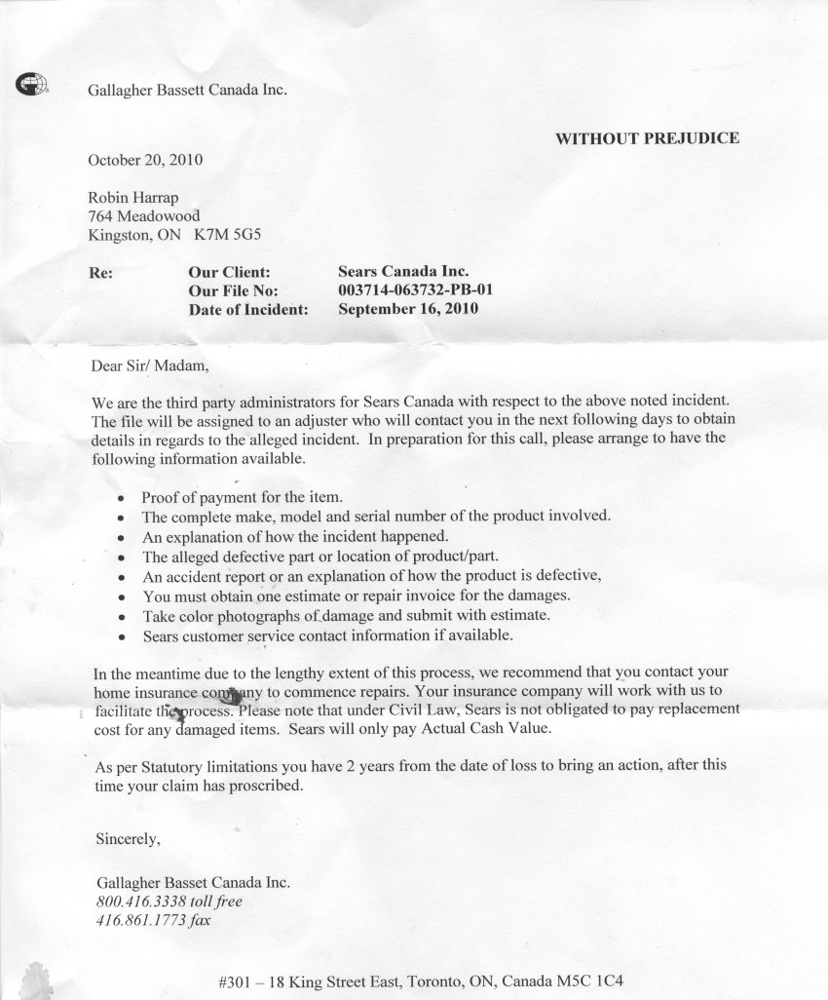 Gallagher Bassett Canada Inc.
WITHOUT PREJUDICE
October 20, 2010
Robin Harrap
764 Meadowood
Kingston, ON K7M 5G5
Re: Our Client: Sears Canada Inc.
Our File No: 003714-063732-PB-01
Date of Incident: September 16, 2010
Dear Sir/ Madam,
We are the third party administrators for Sears Canada with respect to the above noted incident.
The file will be assigned to an adjuster who will contact you in the next following days to obtain
details in regards to the alleged incident. In preparation for this call, please arrange to have the
following information available.
• Proof of payment for the item.
• The complete make, model and serial number of the product involved.
• An explanation of how the incident happened.
• The alleged defective part or location of product/part.
• An accident report or an explanation of how the product is defective,
• You must obtain one estimate or repair invoice for the damages.
• Take color photographs of damage and submit with estimate.
• Sears customer service contact information if available.
In the meantime due to the lengthy extent of this process, we recommend that you contact your
home insurance company to commence repairs. Your insurance company will work with us to
facilitate the process. Please note that under Civil Law, Sears is not obligated to pay replacement
cost for any damaged items. Sears will only pay Actual Cash Value.
As per Statutory limitations you have 2 years from the date of loss to bring an action, after this
time your claim has proscribed.
Sincerely,
Gallagher Basset Canada Inc.
800.416.3338 toll free
416.861.1773 fax
#301 – 18 King Street East, Toronto, ON, Canada M5C 1C4